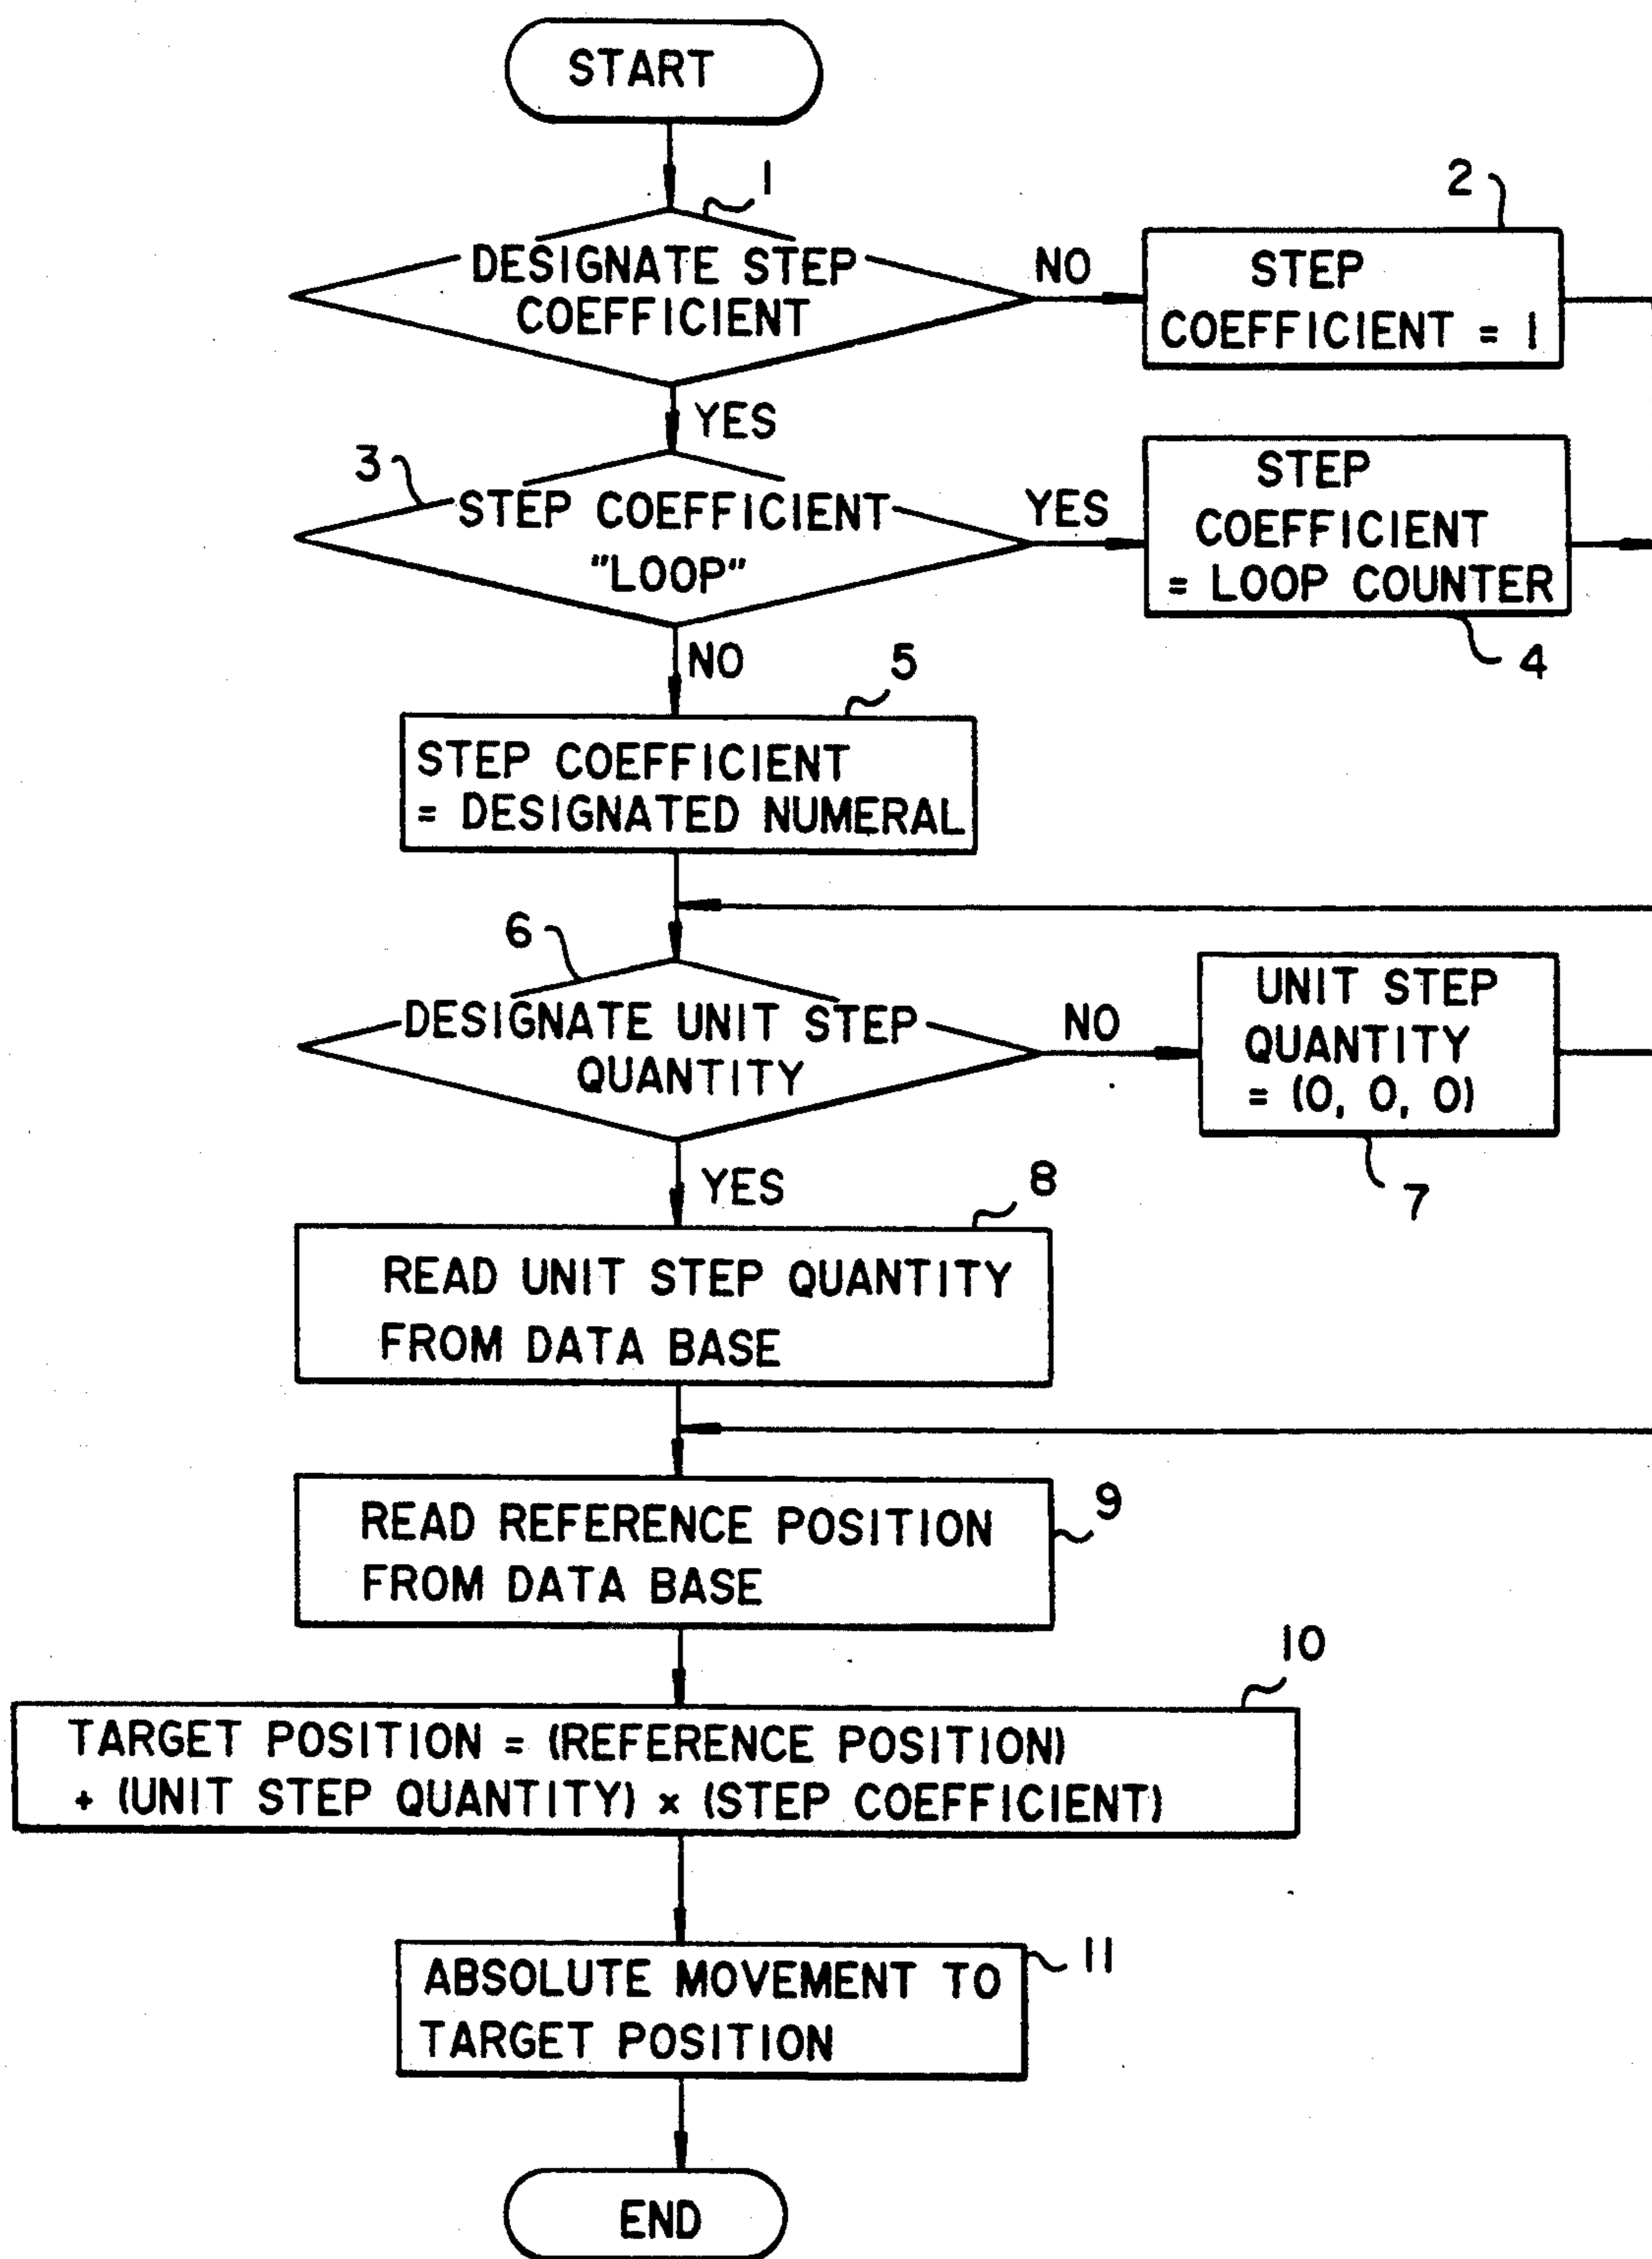 START
1
2
DESIGNATE STEP
COEFFICIENT
NO
STEP
COEFFICIENT = 1
YES
3
STEP COEFFICIENT
"LOOP"
YES
STEP
COEFFICIENT
= LOOP COUNTER
4
NO
5
STEP COEFFICIENT
= DESIGNATED NUMERAL
6
DESIGNATE UNIT STEP
QUANTITY
NO
UNIT STEP
QUANTITY
= (0, 0, 0)
7
YES
8
READ UNIT STEP QUANTITY
FROM DATA BASE
READ REFERENCE POSITION
FROM DATA BASE
9
10
TARGET POSITION = (REFERENCE POSITION)
+ (UNIT STEP QUANTITY) × (STEP COEFFICIENT)
ABSOLUTE MOVEMENT TO
TARGET POSITION
11
END